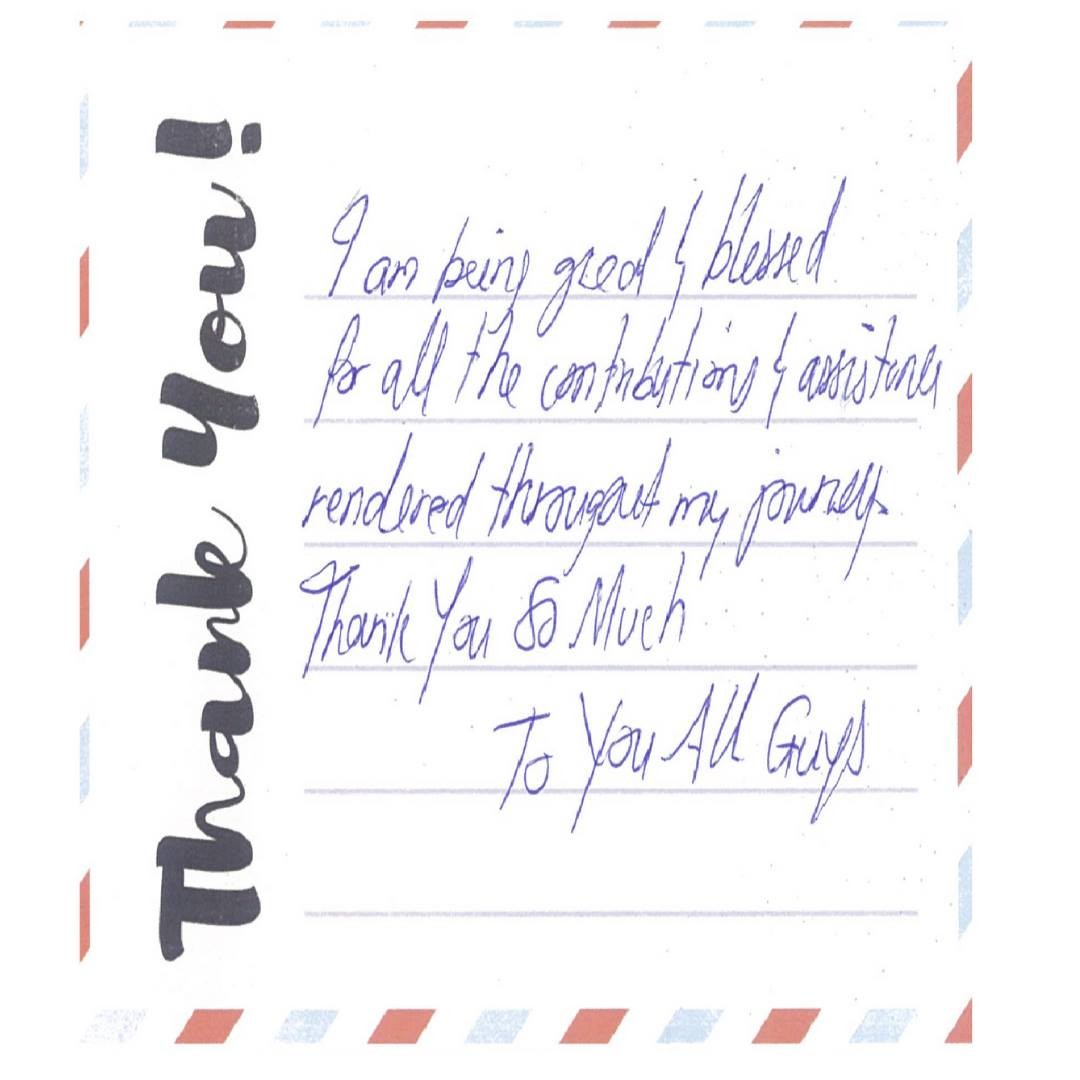 Thank You!
I am being good & blessed
for all the contributions & assistance
rendered througout my journey.
Thank You So Much
To You All Guys